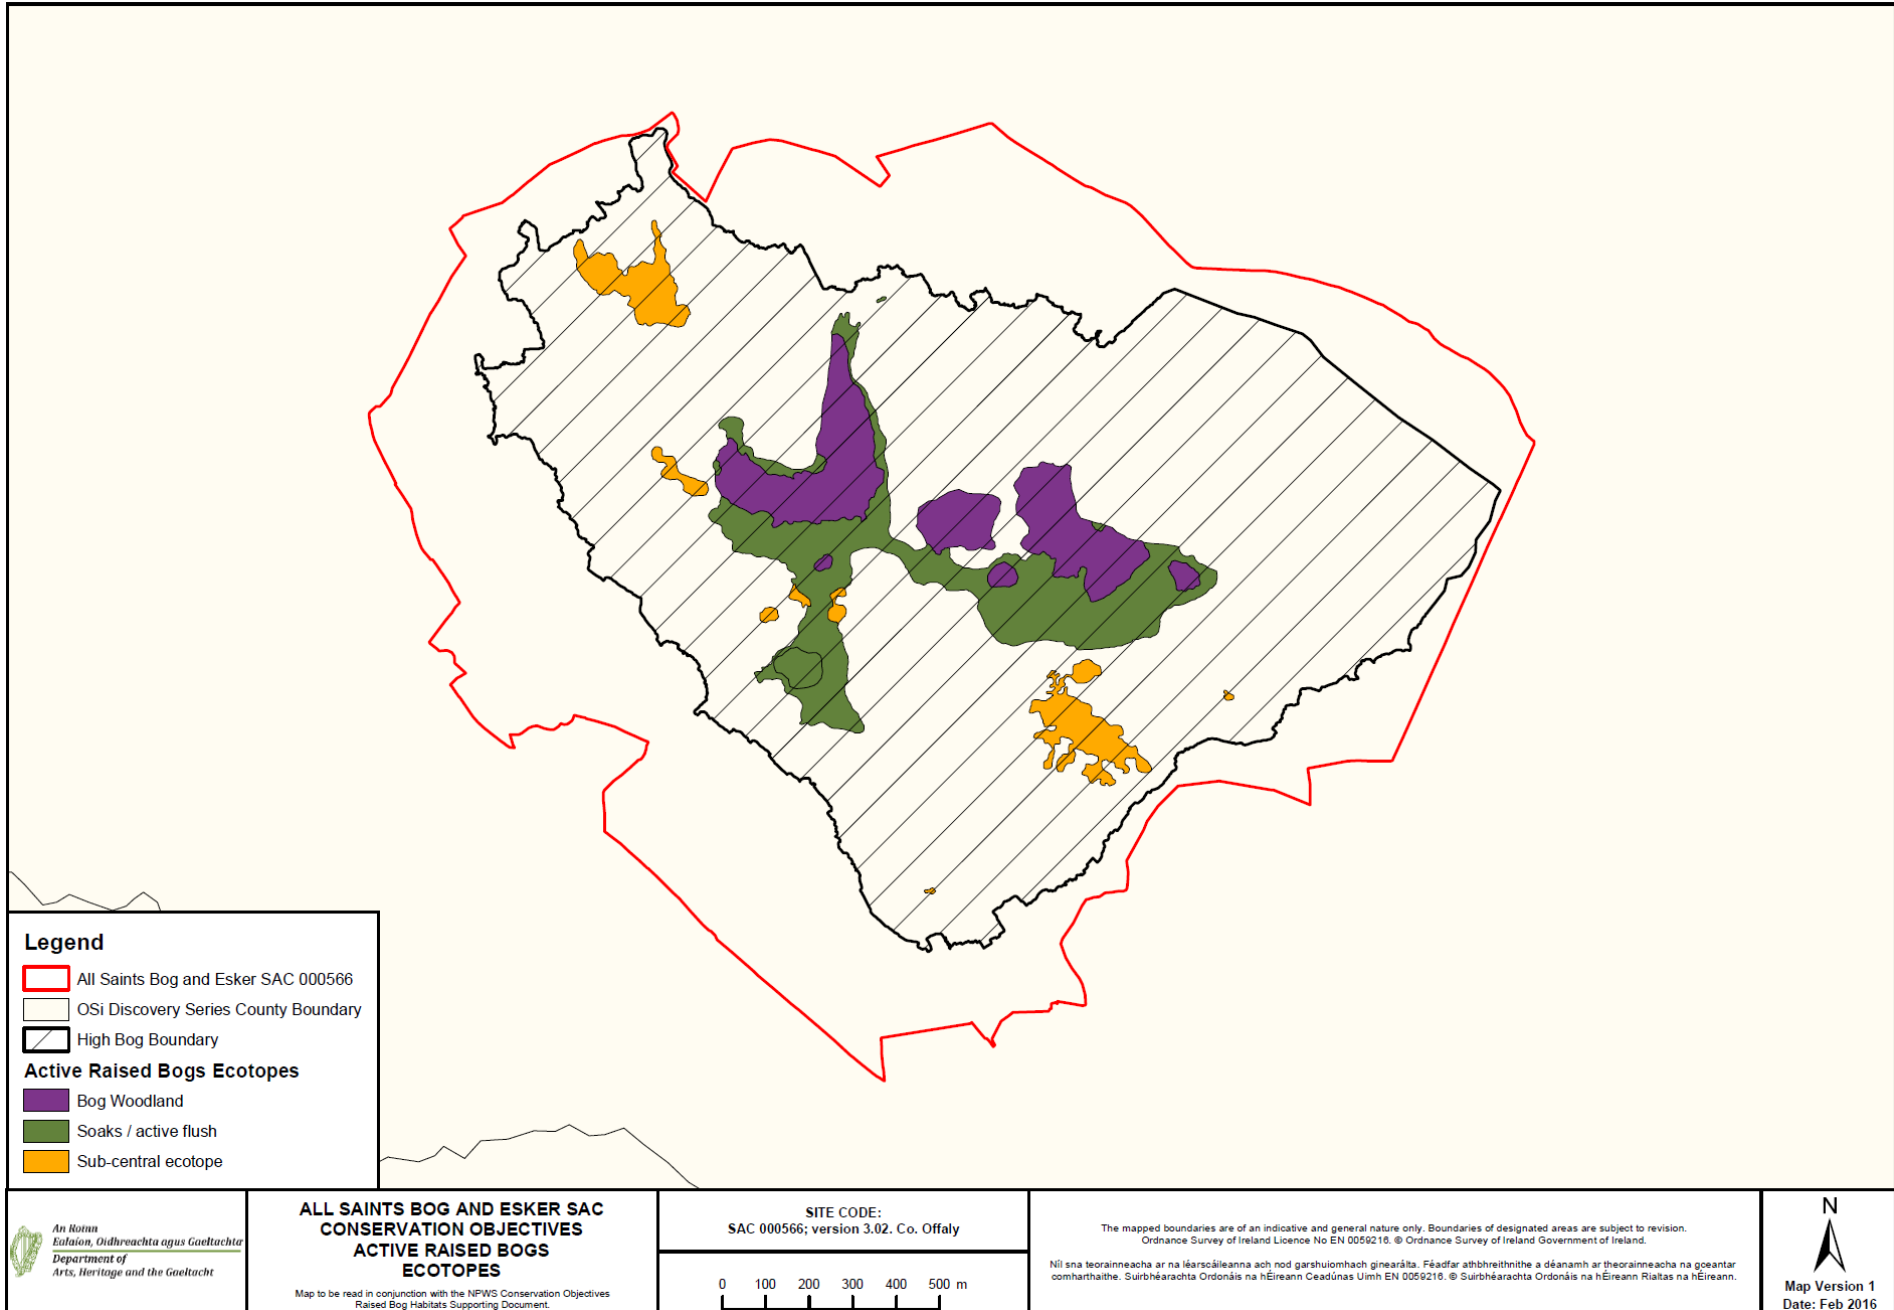 Legend
All Saints Bog and Esker SAC 000566
OSi Discovery Series County Boundary
High Bog Boundary
Active Raised Bogs Ecotopes
Bog Woodland
Soaks / active flush
Sub-central ecotope
An Roinn
Ealaíon, Oidhreachta agus Gaeltachta
Department of
Arts, Heritage and the Gaeltacht
ALL SAINTS BOG AND ESKER SAC
CONSERVATION OBJECTIVES
ACTIVE RAISED BOGS
ECOTOPES
Map to be read in conjunction with the NPWS Conservation Objectives
Raised Bog Habitats Supporting Document.
SITE CODE:
SAC 000566; version 3.02. Co. Offaly
0 100 200 300 400 500 m
The mapped boundaries are of an indicative and general nature only. Boundaries of designated areas are subject to revision.
Ordnance Survey of Ireland Licence No EN 0059216. © Ordnance Survey of Ireland Government of Ireland.
Níl sna teorainneacha ar na léarscáileanna ach nod garshuiomhach ginearálta. Féadfar athbhreithnithe a déanamh ar theorainneacha na gceantar
comharthaithe. Suirbhéarachta Ordonáis na hÉireann Ceadúnas Uimh EN 0059216. © Suirbhéarachta Ordonáis na hÉireann Rialtas na hÉireann.
N
Map Version 1
Date: Feb 2016